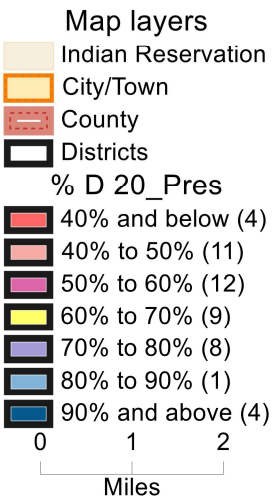 Map layers
Indian Reservation
City/Town
County
Districts
% D 20_Pres
40% and below (4)
40% to 50% (11)
50% to 60% (12)
60% to 70% (9)
70% to 80% (8)
80% to 90% (1)
90% and above (4)
0 1 2
Miles